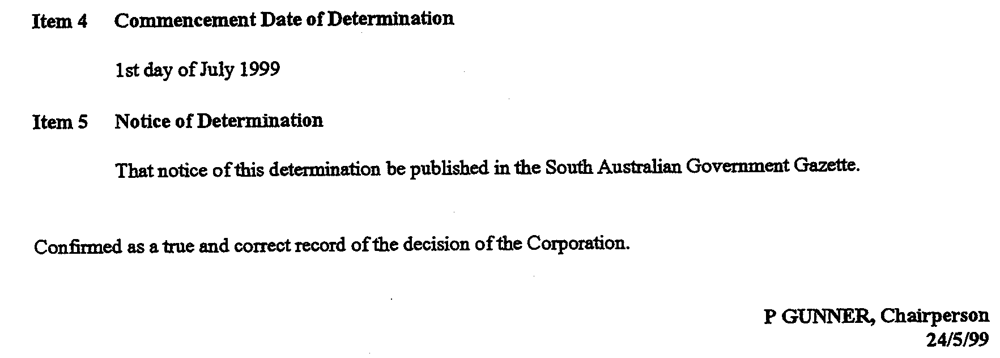 Item 4 Commencement Date of Determination
1st day of July 1999
Item 5 Notice of Determination
That notice of this determination be published in the South Australian Government Gazette.
Confirmed as a true and correct record of the decision of the Corporation.
P GUNNER, Chairperson
24/5/99